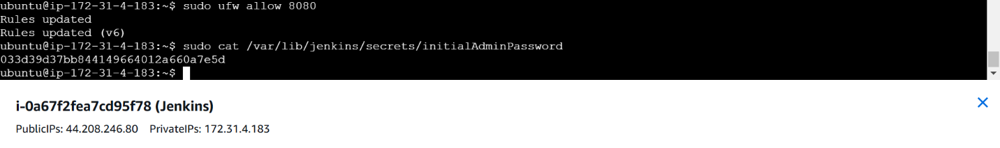 ubuntu@ip-172-31-4-183:~$ sudo ufw allow 8080
Rules updated
Rules updated (v6)
ubuntu@ip-172-31-4-183:~$ sudo cat /var/lib/jenkins/secrets/initialAdminPassword
033d39d37bb844149664012a660a7e5d
ubuntu@ip-172-31-4-183:~$
i-0a67f2fea7cd95f78 (Jenkins)
PublicIPs: 44.208.246.80 PrivateIPs: 172.31.4.183